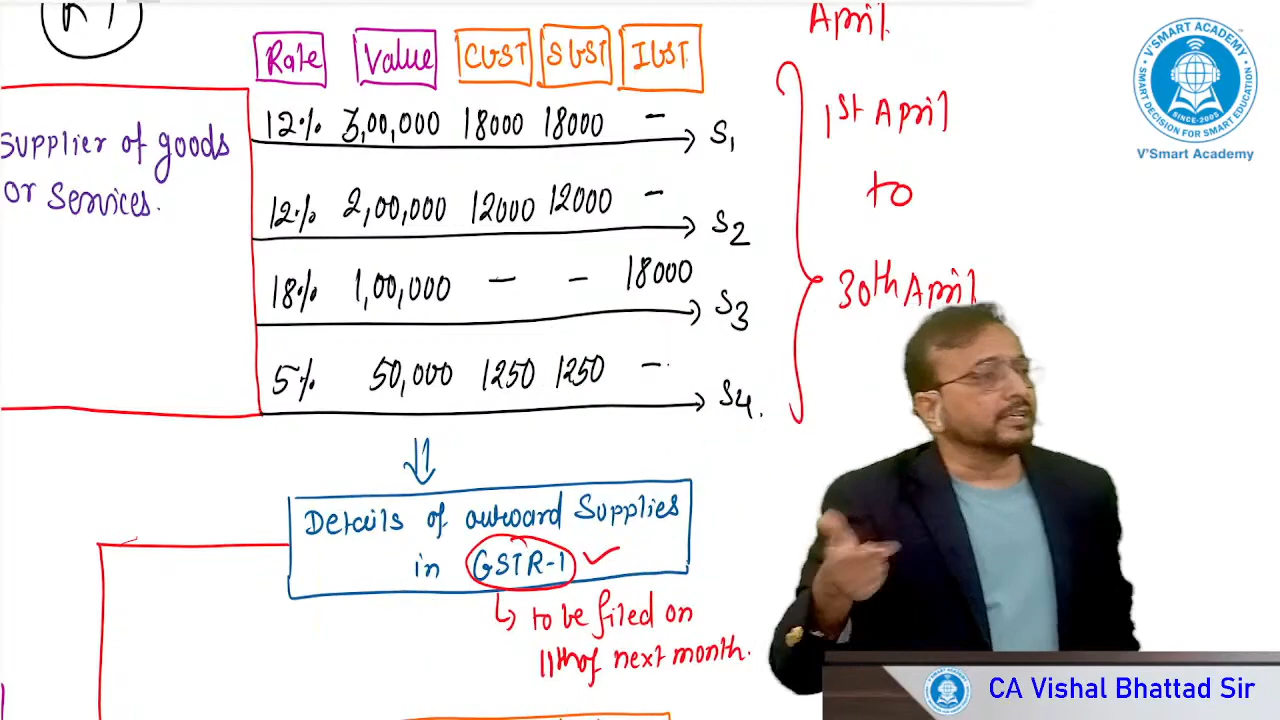 R1
April
Rate Value CGST SGST IGST
12% 3,00,000 18000 18000 - S1
12% 2,00,000 12000 12000 - S2
18% 1,00,000 - - 18000 S3
5% 50,000 1250 1250 - S4.
Supplier of goods
or services.
1st April
to
30th April
Details of outward Supplies
in GSTR-1
to be filed on
11th of next month.
V'SMART ACADEMY
SMART DECISION FOR SMART EDUCATION
SINCE-2005
V'Smart Academy
CA Vishal Bhattad Sir